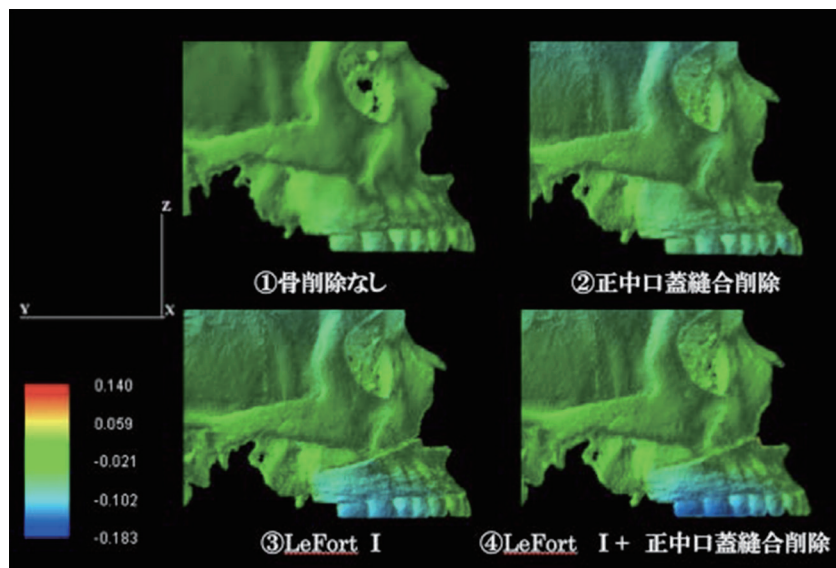 ①骨削除なし
②正中口蓋縫合削除
Z
Y
X
0.140
0.059
-0.021
-0.102
-0.183
③LeFort Ⅰ
④LeFort Ⅰ+ 正中口蓋縫合削除